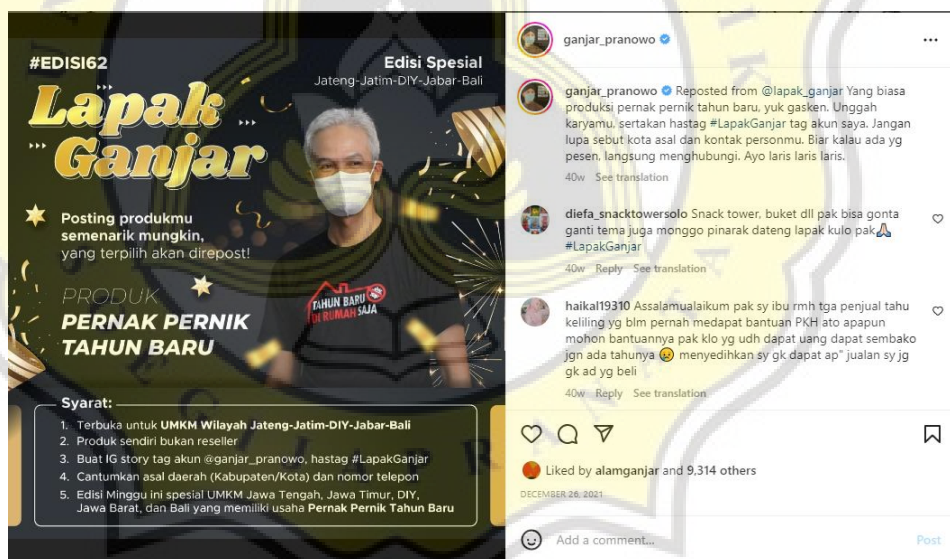 #EDISI62
Lapak
Ganjar
Edisi Spesial
Jateng-Jatim-DIY-Jabar-Bali
Posting produkmu
semenarik mungkin,
yang terpilih akan direpost!
PRODUK
PERNAK PERNIK
TAHUN BARU
TAHUN BARU
DI RUMAH SAJA
Syarat:
1. Terbuka untuk UMKM Wilayah Jateng-Jatim-DIY-Jabar-Bali
2. Produk sendiri bukan reseller
3. Buat IG story tag akun @ganjar_pranowo, hastag #LapakGanjar
4. Cantumkan asal daerah (Kabupaten/Kota) dan nomor telepon
5. Edisi Minggu ini spesial UMKM Jawa Tengah, Jawa Timur, DIY,
Jawa Barat, dan Bali yang memiliki usaha Pernak Pernik Tahun Baru
ganjar_pranowo
ganjar_pranowo Reposted from @lapak_ganjar Yang biasa
produksi pernak pernik tahun baru, yuk gasken. Unggah
karyamu, sertakan hastag #LapakGanjar tag akun saya. Jangan
lupa sebut kota asal dan kontak personmu. Biar kalau ada yg
pesen, langsung menghubungi. Ayo laris laris laris.
40w See translation
diefa_snacktowersolo Snack tower, buket dll pak bisa gonta
ganti tema juga monggo pinarak dateng lapak kulo pak🙏
#LapakGanjar
40w Reply See translation
haikal19310 Assalamualaikum pak sy ibu rmh tga penjual tahu
keliling yg blm pernah medapat bantuan PKH ato apapun
mohon bantuannya pak klo yg udh dapat uang dapat sembako
jgn ada tahunya 😥 menyedihkan sy gk dapat ap" jualan sy jg
gk ad yg beli
40w Reply See translation
Liked by alamganjar and 9,314 others
DECEMBER 26, 2021
Add a comment...
Post